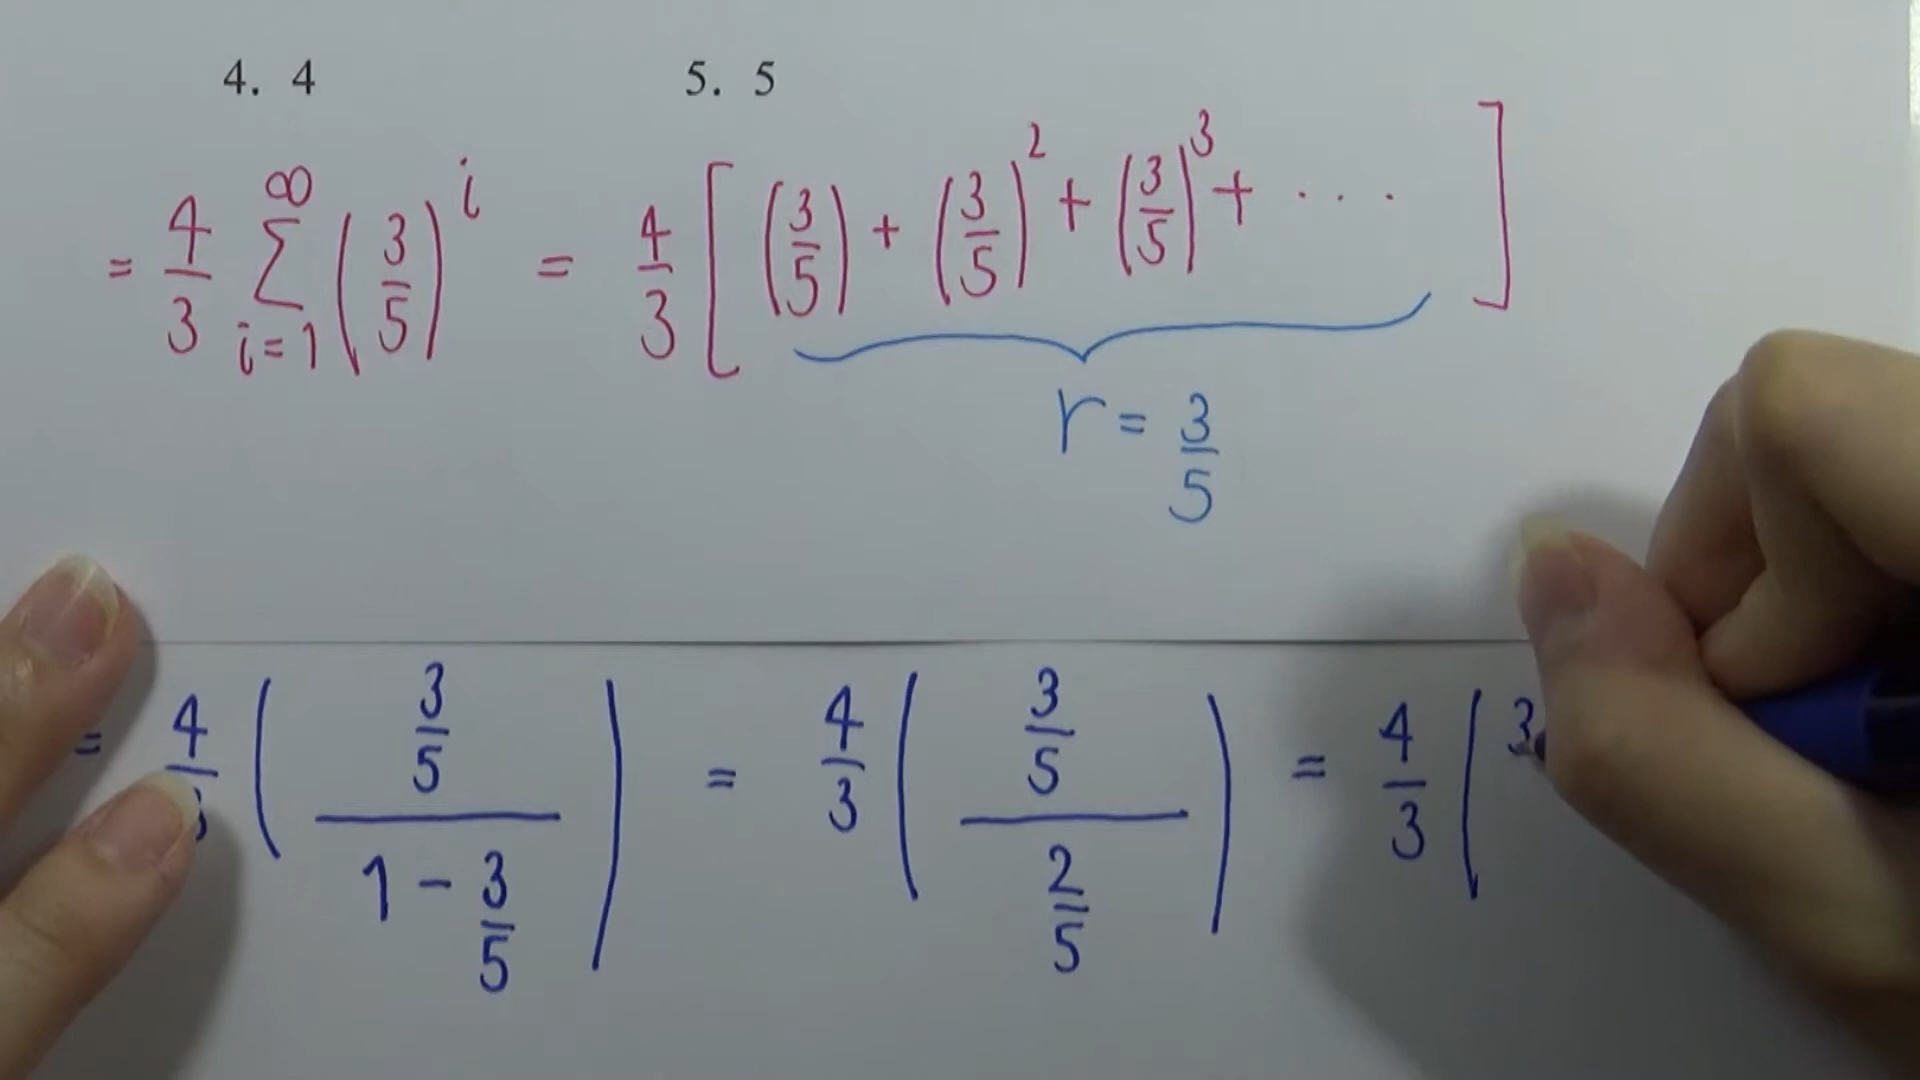 4. 4 5. 5
= 4/3 ∞ Σ i=1 (3/5)^i = 4/3 [ (3/5) + (3/5)^2 + (3/5)^3 + . . . ]
r = 3/5
= 4/3 ( 3/5 / 1 - 3/5 ) = 4/3 ( 3/5 / 2/5 ) = 4/3 ( 3